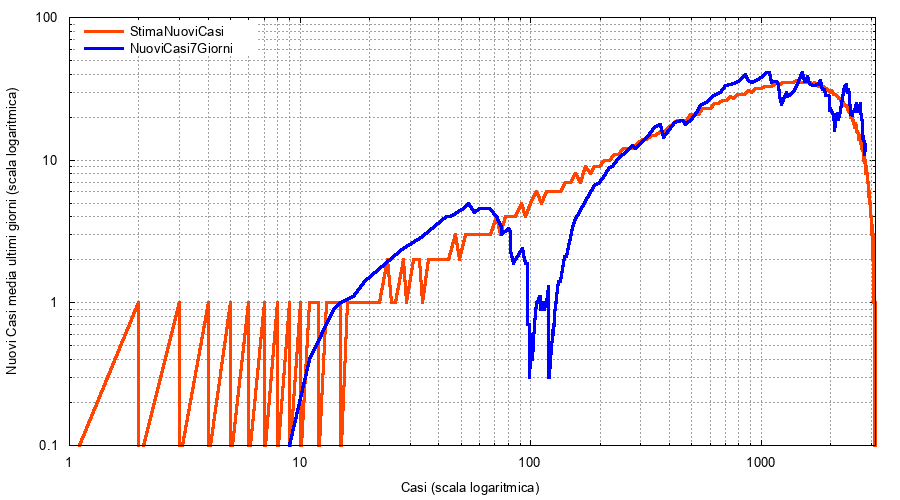 100
StimaNuoviCasi
NuoviCasi7Giorni
10
1
0.1
Nuovi Casi media ultimi giorni (scala logaritmica)
1 10 100 1000
Casi (scala logaritmica)